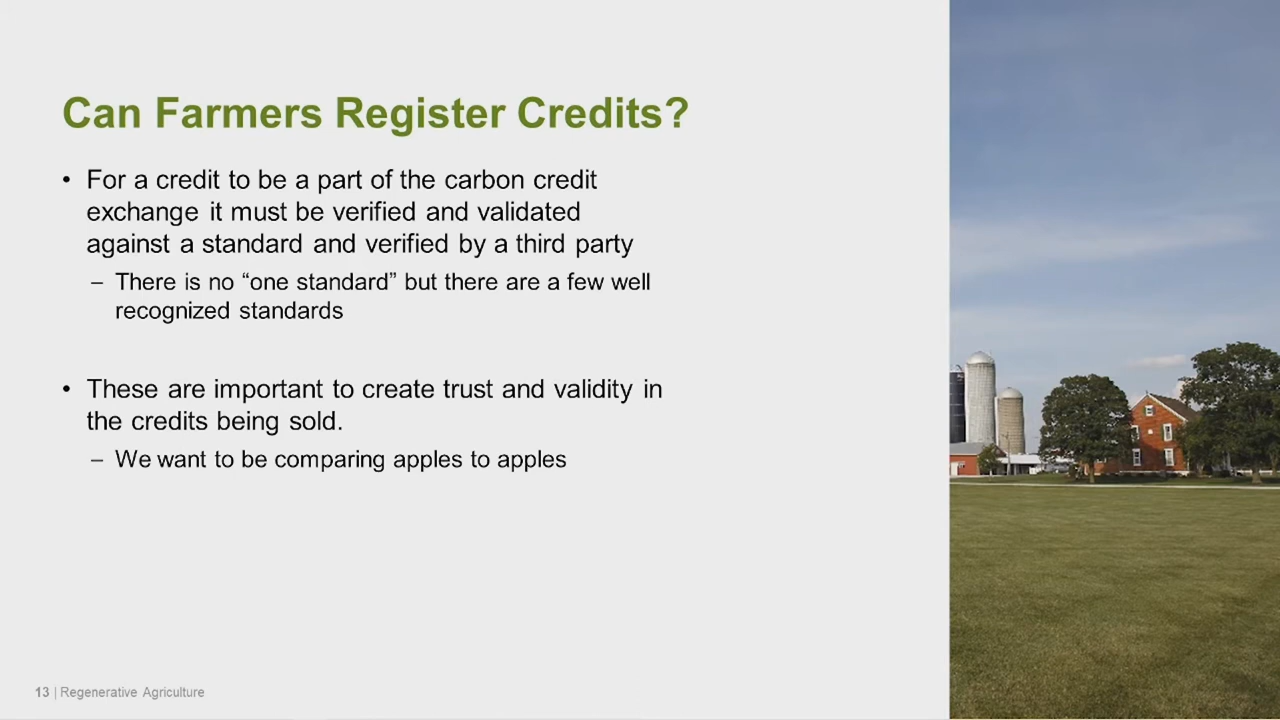 Can Farmers Register Credits?
• For a credit to be a part of the carbon credit
exchange it must be verified and validated
against a standard and verified by a third party
– There is no “one standard” but there are a few well
recognized standards
• These are important to create trust and validity in
the credits being sold.
– We want to be comparing apples to apples
13 | Regenerative Agriculture